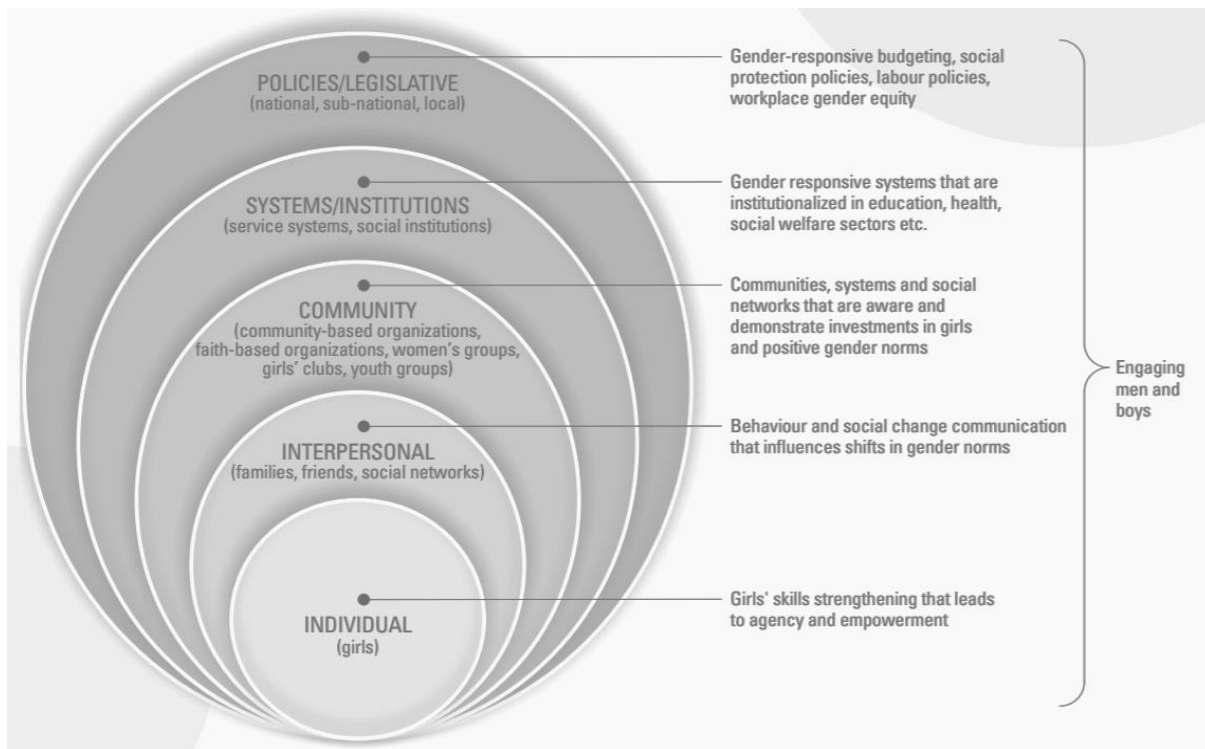 POLICIES/LEGISLATIVE
(national, sub-national, local)
Gender-responsive budgeting, social
protection policies, labour policies,
workplace gender equity
SYSTEMS/INSTITUTIONS
(service systems, social institutions)
Gender responsive systems that are
institutionalized in education, health,
social welfare sectors etc.
COMMUNITY
(community-based organizations,
faith-based organizations, women’s groups,
girls’ clubs, youth groups)
Communities, systems and social
networks that are aware and
demonstrate investments in girls
and positive gender norms
INTERPERSONAL
(families, friends, social networks)
Behaviour and social change communication
that influences shifts in gender norms
INDIVIDUAL
(girls)
Girls' skills strengthening that leads
to agency and empowerment
Engaging
men and
boys